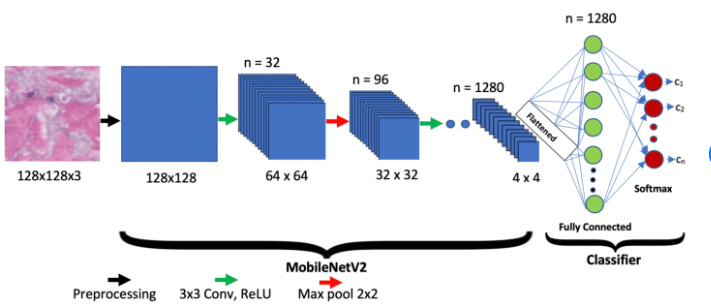 n = 1280
n = 32
n = 96
n = 1280
Flattened
C1
C2
Cn
Softmax
128x128x3
128x128
64 x 64
32 x 32
4 x 4
Fully Connected
MobileNetV2
Classifier
Preprocessing
3x3 Conv, ReLU
Max pool 2x2